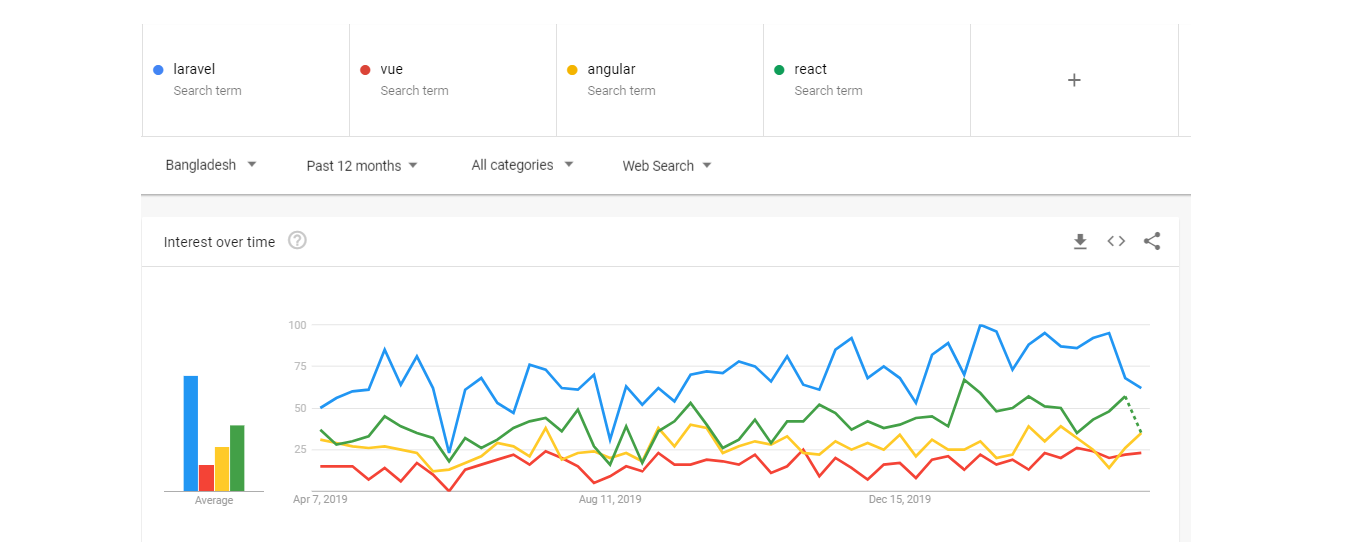 laravel
Search term
vue
Search term
angular
Search term
react
Search term
+
Bangladesh
Past 12 months
All categories
Web Search
Interest over time
?
100
75
50
25
Average
Apr 7, 2019
Aug 11, 2019
Dec 15, 2019